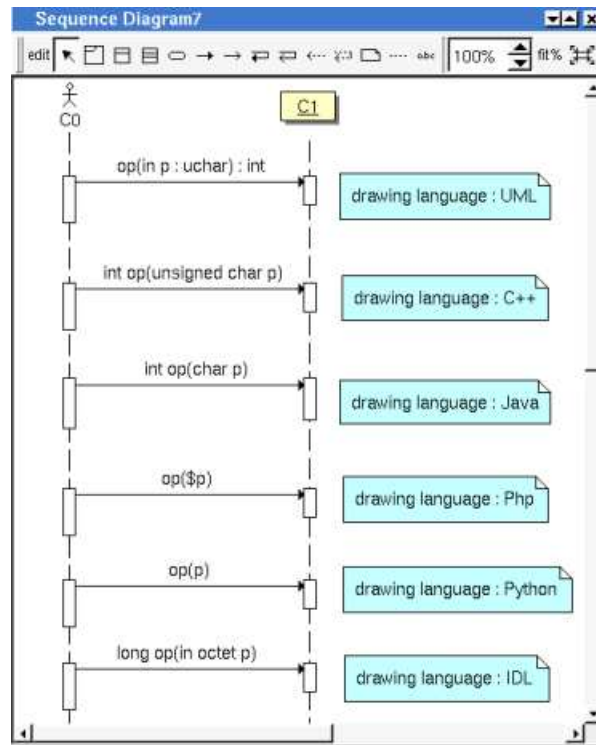 Sequence Diagram7
edit abc 100% fit%
C0
C1
op(in p : uchar) : int
drawing language : UML
int op(unsigned char p)
drawing language : C++
int op(char p)
drawing language : Java
op($p)
drawing language : Php
op(p)
drawing language : Python
long op(in octet p)
drawing language : IDL